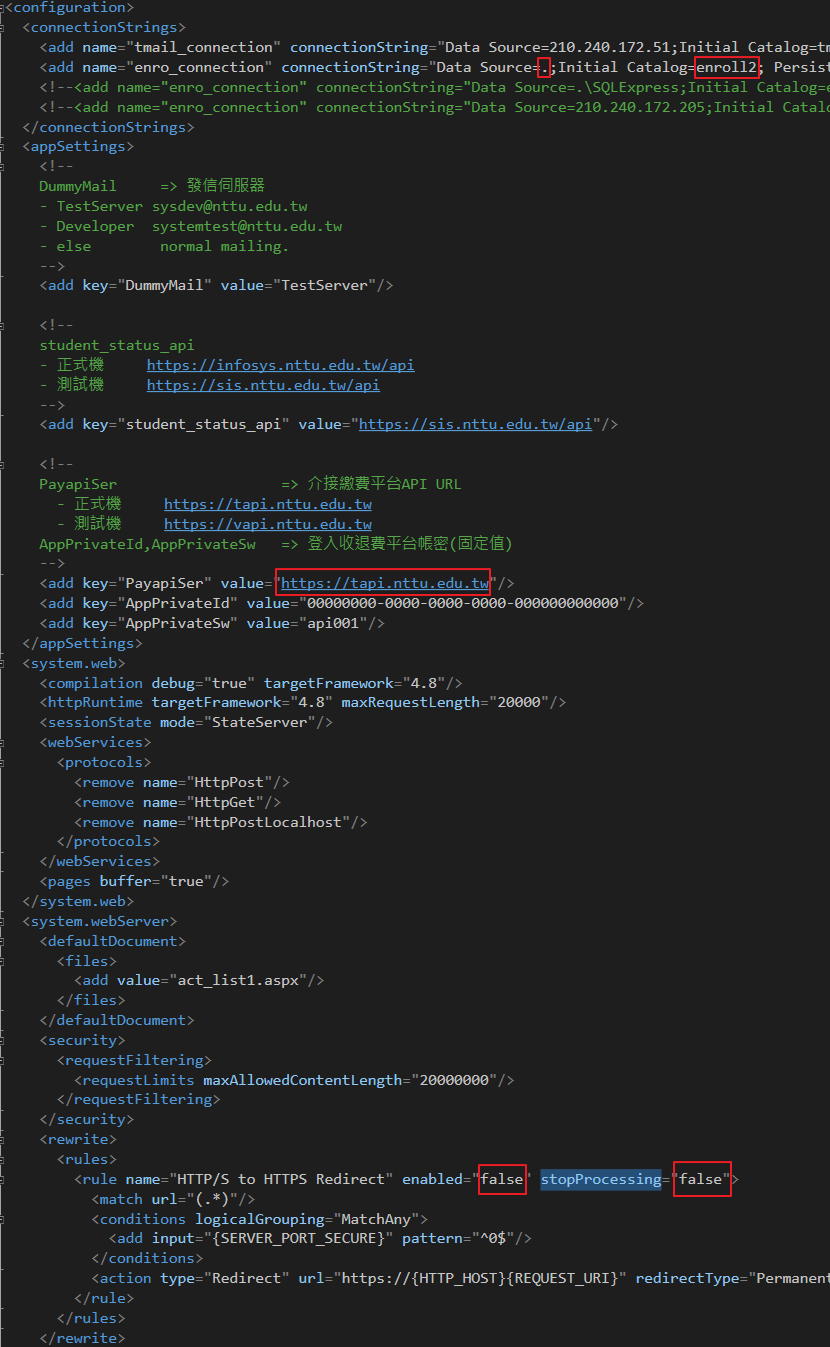 <configuration>
<connectionStrings>
<add name="tmail_connection" connectionString="Data Source=210.240.172.51;Initial Catalog=tm
<add name="enro_connection" connectionString="Data Source=.;Initial Catalog=enroll2; Persist
<!--<add name="enro_connection" connectionString="Data Source=.\SQLExpress;Initial Catalog=e
<!--<add name="enro_connection" connectionString="Data Source=210.240.172.205;Initial Catalo
</connectionStrings>
<appSettings>
<!--
DummyMail => 發信伺服器
- TestServer sysdev@nttu.edu.tw
- Developer systemtest@nttu.edu.tw
- else normal mailing.
-->
<add key="DummyMail" value="TestServer"/>
<!--
student_status_api
- 正式機 https://infosys.nttu.edu.tw/api
- 測試機 https://sis.nttu.edu.tw/api
-->
<add key="student_status_api" value="https://sis.nttu.edu.tw/api"/>
<!--
PayapiSer => 介接繳費平台API URL
- 正式機 https://tapi.nttu.edu.tw
- 測試機 https://vapi.nttu.edu.tw
AppPrivateId,AppPrivateSw => 登入收退費平台帳密(固定值)
-->
<add key="PayapiSer" value="https://tapi.nttu.edu.tw"/>
<add key="AppPrivateId" value="00000000-0000-0000-0000-000000000000"/>
<add key="AppPrivateSw" value="api001"/>
</appSettings>
<system.web>
<compilation debug="true" targetFramework="4.8"/>
<httpRuntime targetFramework="4.8" maxRequestLength="20000"/>
<sessionState mode="StateServer"/>
<webServices>
<protocols>
<remove name="HttpPost"/>
<remove name="HttpGet"/>
<remove name="HttpPostLocalhost"/>
</protocols>
</webServices>
<pages buffer="true"/>
</system.web>
<system.webServer>
<defaultDocument>
<files>
<add value="act_list1.aspx"/>
</files>
</defaultDocument>
<security>
<requestFiltering>
<requestLimits maxAllowedContentLength="20000000"/>
</requestFiltering>
</security>
<rewrite>
<rules>
<rule name="HTTP/S to HTTPS Redirect" enabled="false" stopProcessing="false">
<match url="(.*)"/>
<conditions logicalGrouping="MatchAny">
<add input="{SERVER_PORT_SECURE}" pattern="^0$"/>
</conditions>
<action type="Redirect" url="https://{HTTP_HOST}{REQUEST_URI}" redirectType="Permanent
</rule>
</rules>
</rewrite>